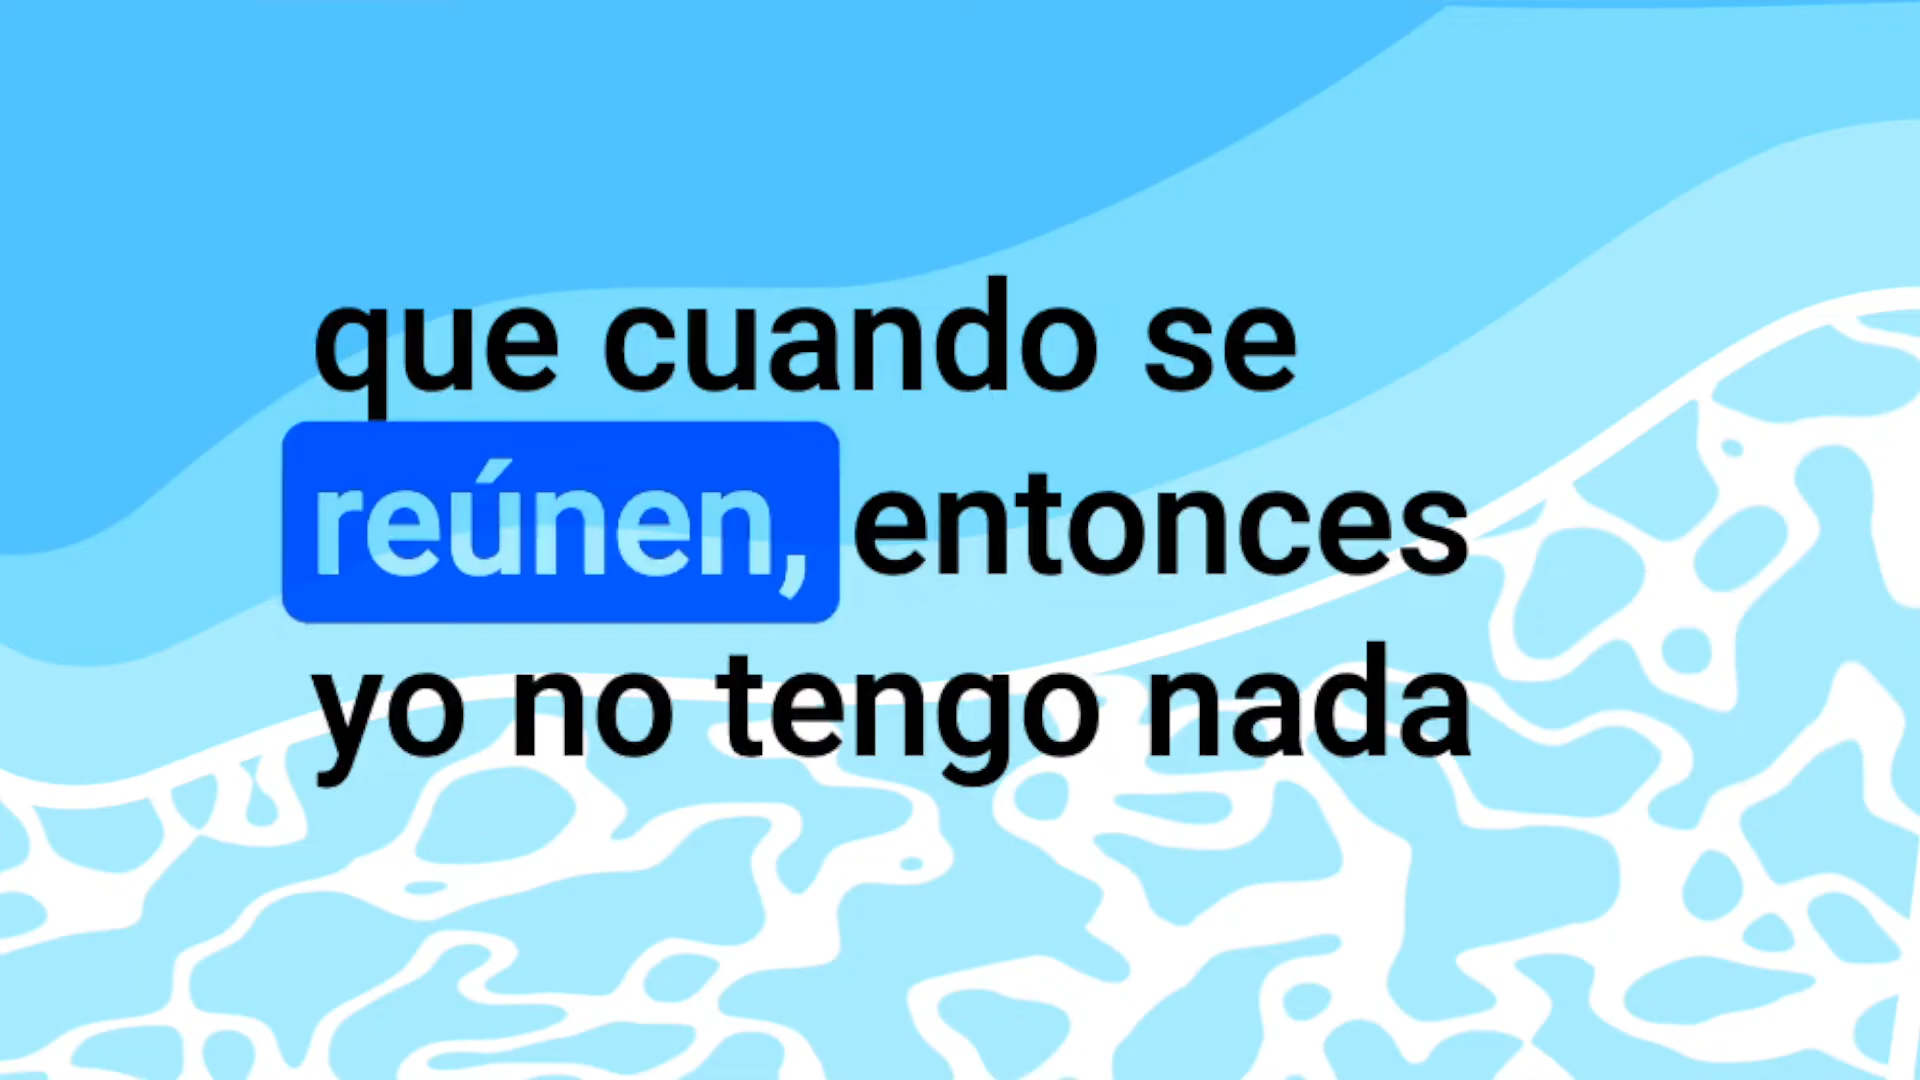 que cuando se
reúnen, entonces
yo no tengo nada